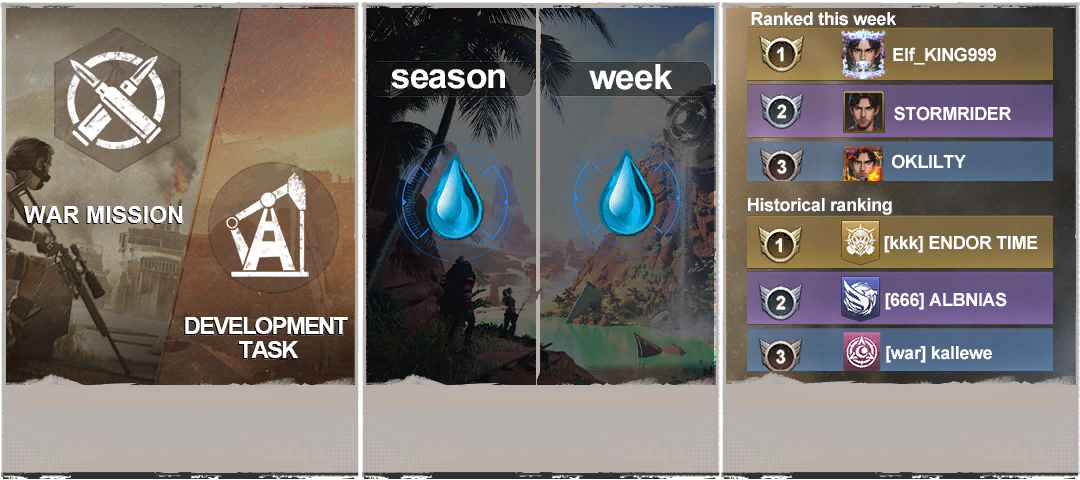 WAR MISSION
DEVELOPMENT
TASK
season
week
Ranked this week
1 Elf_KING999
2 STORMRIDER
3 OKLILTY
Historical ranking
1 [kkk] ENDOR TIME
2 [666] ALBNIAS
3 [war] kallewe